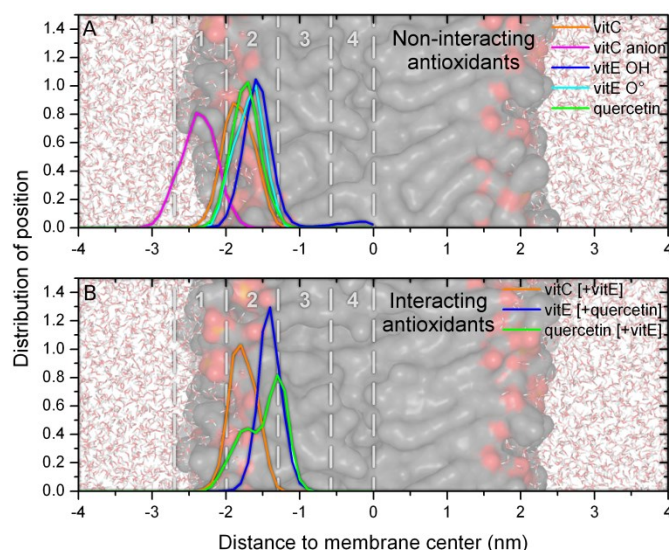 A
1 2 3 4
Non-interacting
antioxidants
vitC
vitC anion
vitE OH
vitE O°
quercetin
1.4
1.2
1.0
0.8
0.6
0.4
0.2
0.0
-4 -3 -2 -1 0 1 2 3 4
Distribution of position
B
1 2 3 4
Interacting
antioxidants
vitC [+vitE]
vitE [+quercetin]
quercetin [+vitE]
1.4
1.2
1.0
0.8
0.6
0.4
0.2
0.0
-4 -3 -2 -1 0 1 2 3 4
Distance to membrane center (nm)